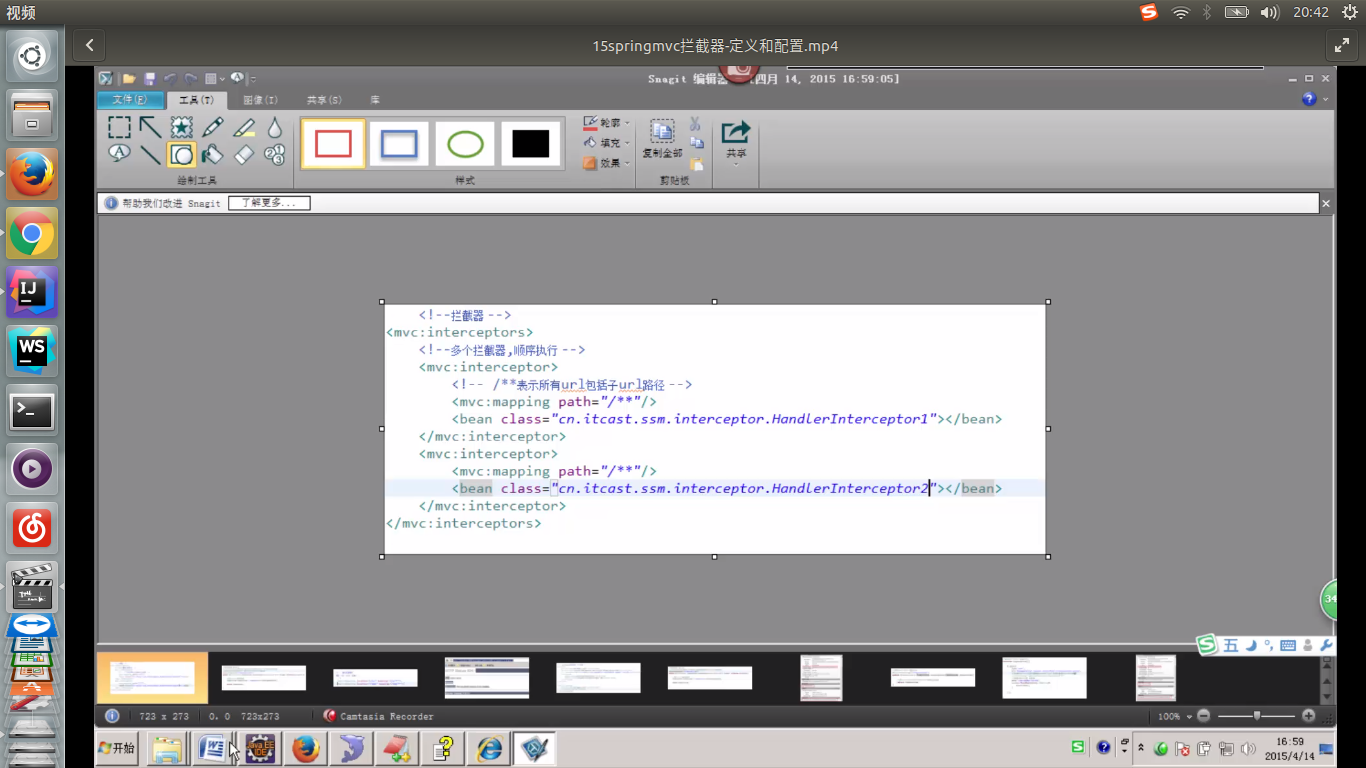 视频
20:42
15springmvc拦截器-定义和配置.mp4
Snagit 编辑器
四月 14, 2015 16:59:05]
文件(F)
工具(T)
图像(I)
共享(S)
库
轮廓
填充
效果
复制全部
共享
绘制工具
样式
剪贴板
帮助我们改进 Snagit
了解更多...
<!--拦截器 -->
<mvc:interceptors>
<!--多个拦截器,顺序执行 -->
<mvc:interceptor>
<!-- /**表示所有url包括子url路径 -->
<mvc:mapping path="/**"/>
<bean class="cn.itcast.ssm.interceptor.HandlerInterceptor1"></bean>
</mvc:interceptor>
<mvc:interceptor>
<mvc:mapping path="/**"/>
<bean class="cn.itcast.ssm.interceptor.HandlerInterceptor2"></bean>
</mvc:interceptor>
</mvc:interceptors>
34
五
723 x 273
0, 0
723x273
Camtasia Recorder
100%
开始
Java EE
IDE
16:59
2015/4/14
IJ
WS